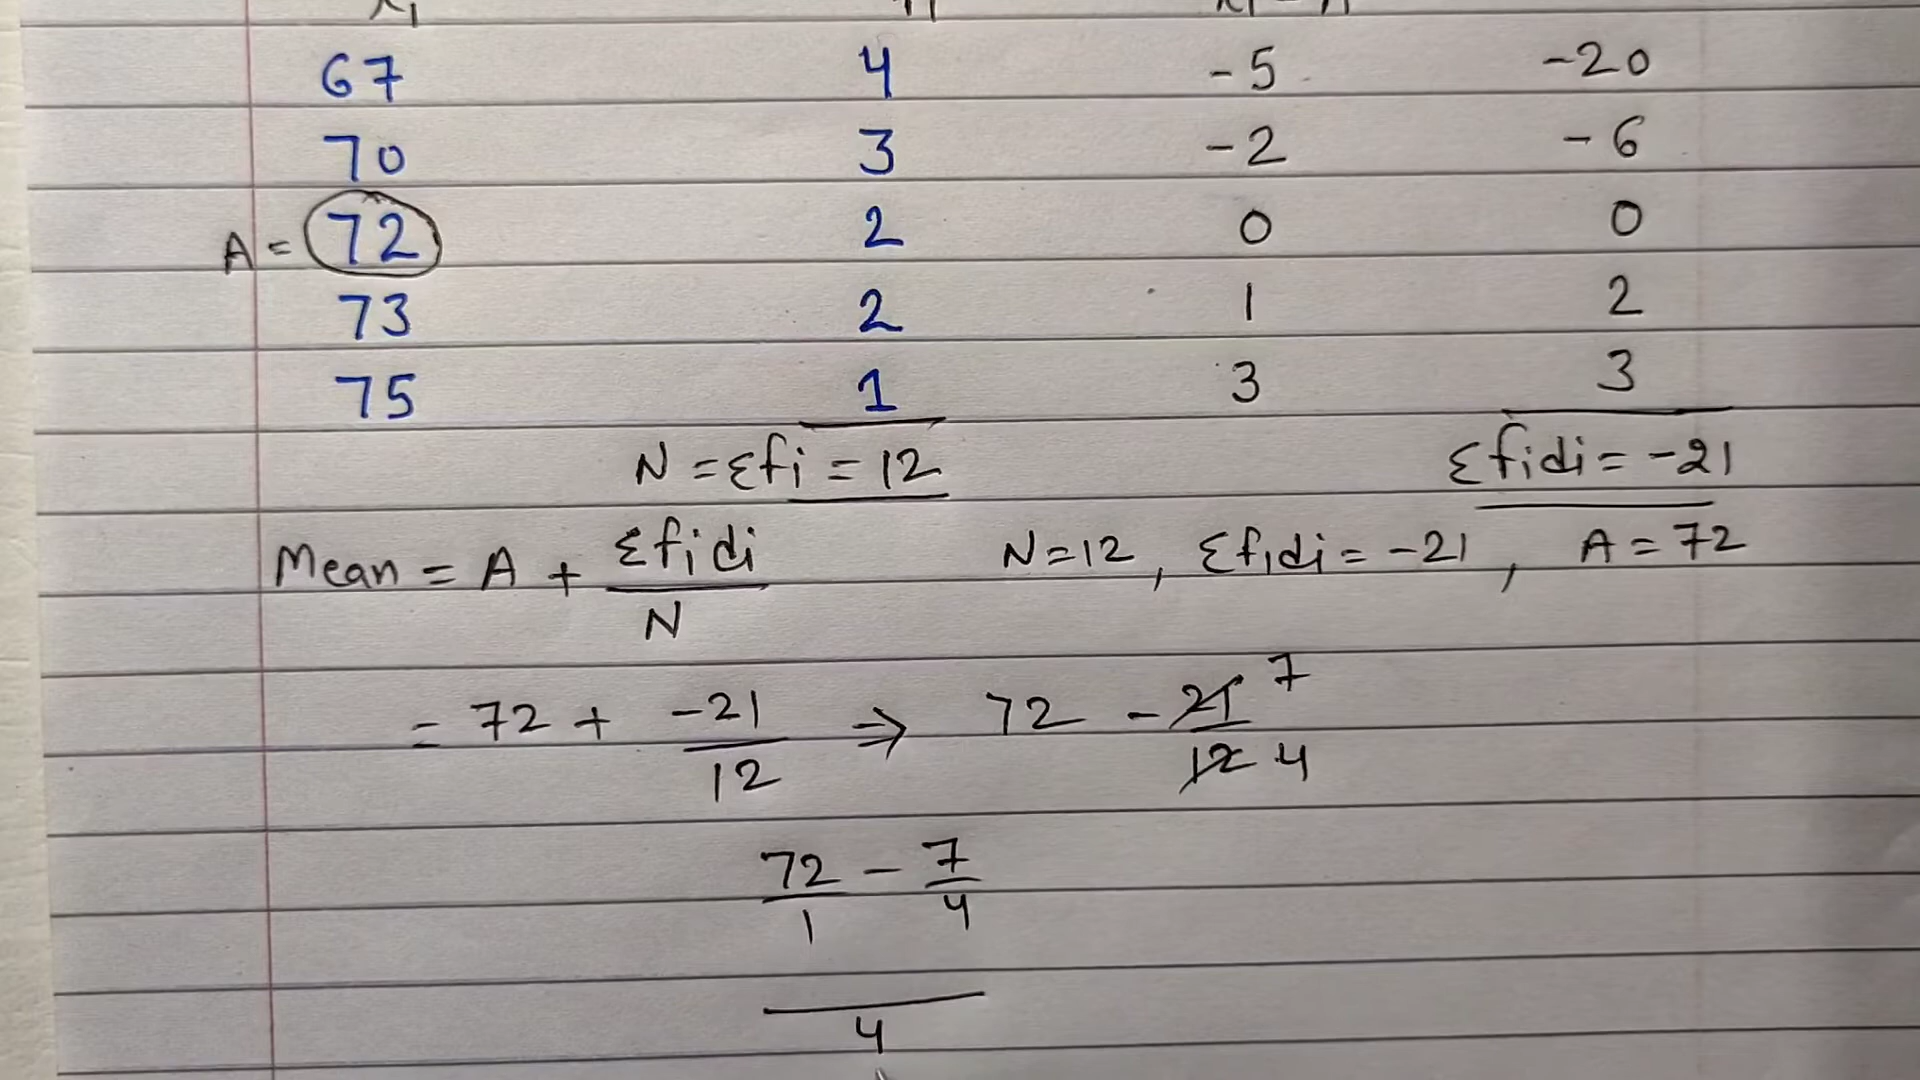 67 4 -5 -20
70 3 -2 -6
A = 72 2 0 0
73 2 1 2
75 1 3 3
N = Σfi = 12 Σfidi = -21
Mean = A + Σfidi / N N=12, Σfidi = -21, A = 72
= 72 + -21 / 12 ⇒ 72 - 21 / 12 7 / 4
72 / 1 - 7 / 4
4